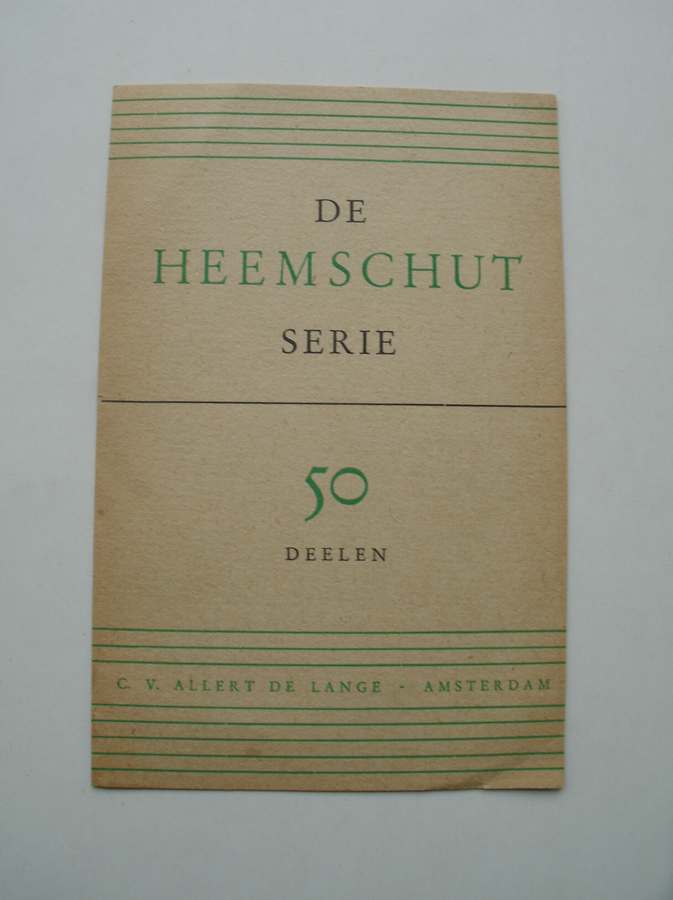 DE
HEEMSCHUT
SERIE
50
DEELEN
C. V. ALLERT DE LANGE - AMSTERDAM